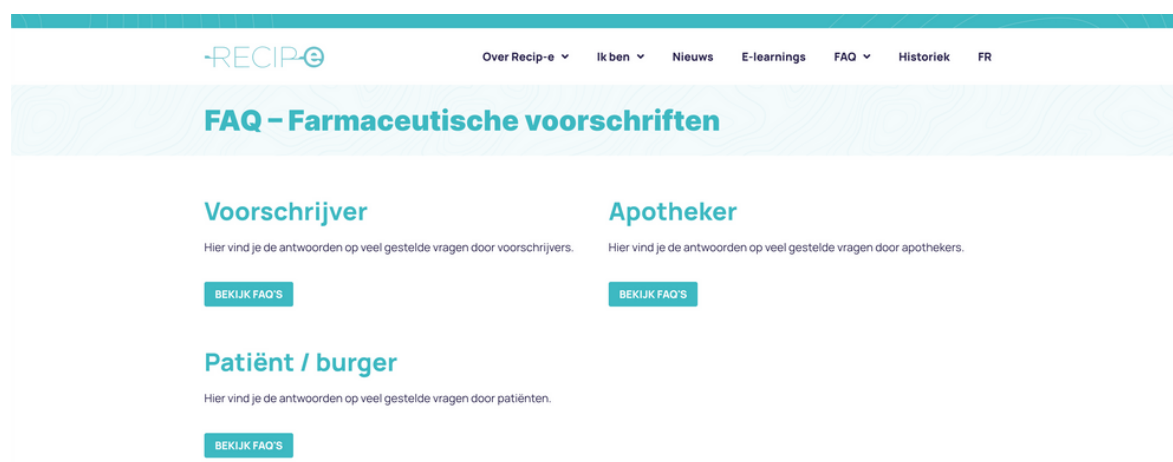 RECIP-e
Over Recip-e
Ik ben
Nieuws
E-learnings
FAQ
Historiek
FR
FAQ – Farmaceutische voorschriften
Voorschrijver
Hier vind je de antwoorden op veel gestelde vragen door voorschrijvers.
BEKIJK FAQ'S
Apotheker
Hier vind je de antwoorden op veel gestelde vragen door apothekers.
BEKIJK FAQ'S
Patiënt / burger
Hier vind je de antwoorden op veel gestelde vragen door patiënten.
BEKIJK FAQ'S